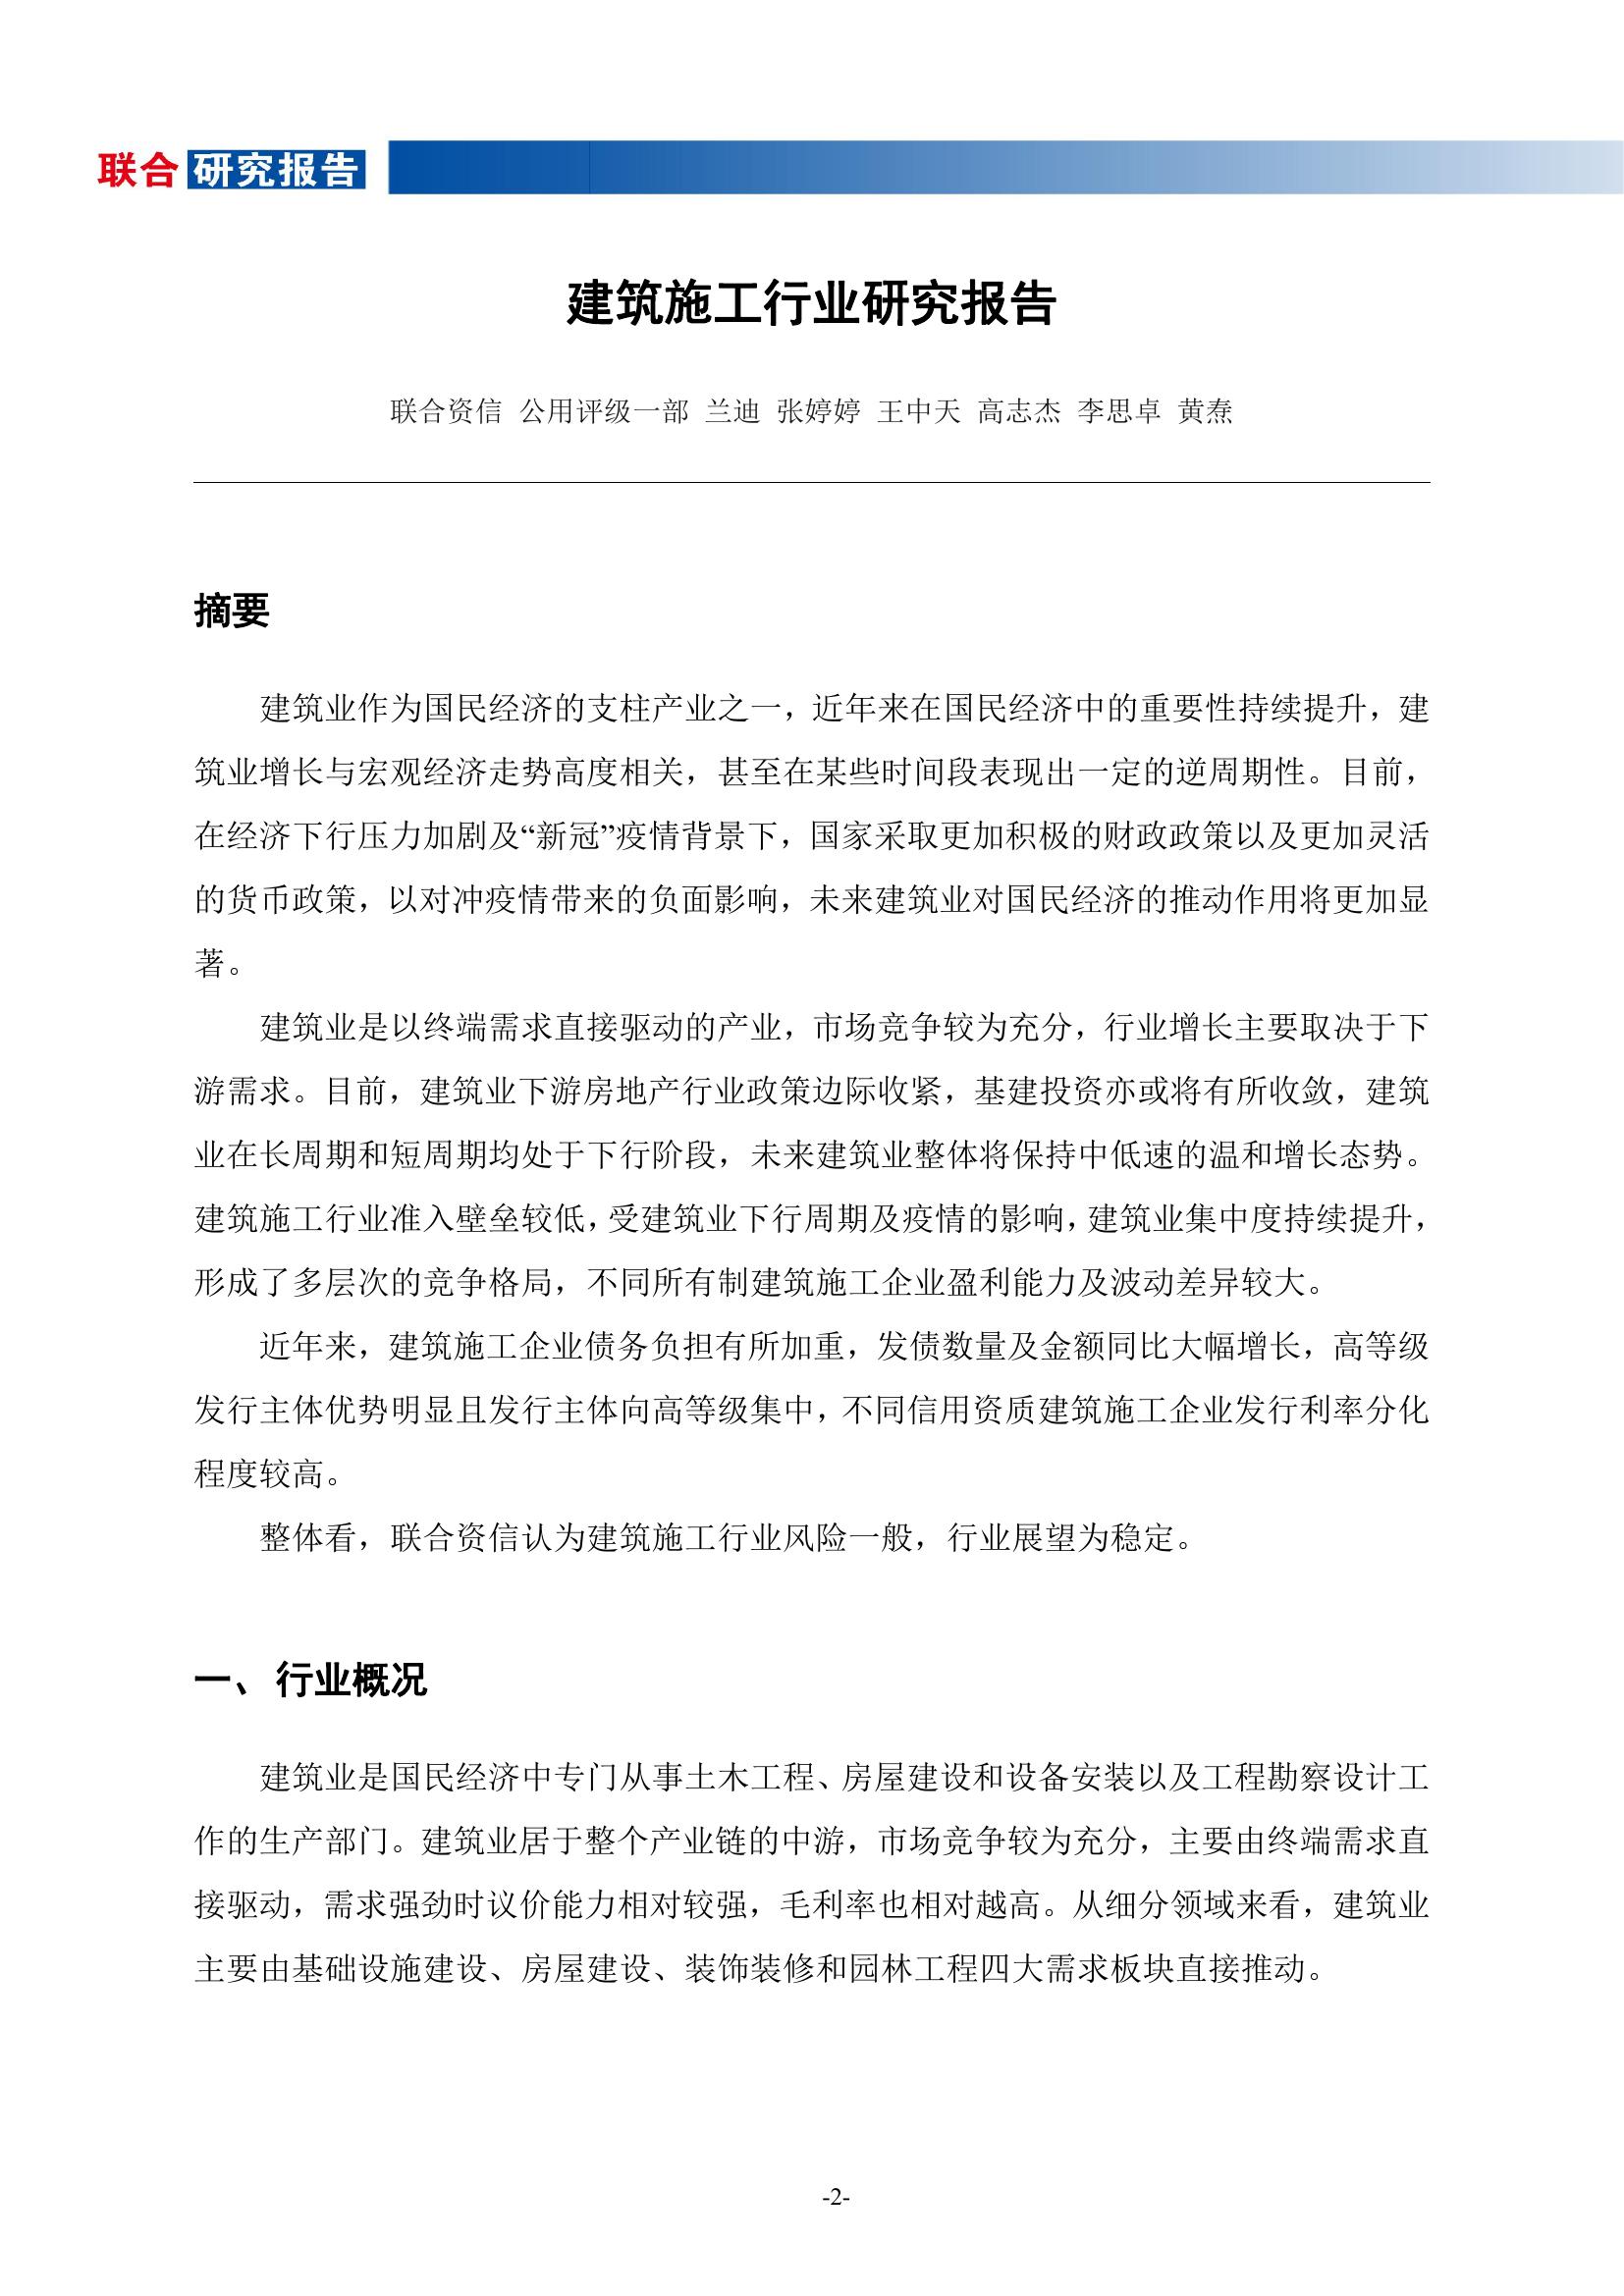 联合 研究报告
建筑施工行业研究报告
联合资信 公用评级一部 兰迪 张婷婷 王中天 高志杰 李思卓 黄焘
摘要
建筑业作为国民经济的支柱产业之一，近年来在国民经济中的重要性持续提升，建
筑业增长与宏观经济走势高度相关，甚至在某些时间段表现出一定的逆周期性。目前，
在经济下行压力加剧及“新冠”疫情背景下，国家采取更加积极的财政政策以及更加灵活
的货币政策，以对冲疫情带来的负面影响，未来建筑业对国民经济的推动作用将更加显
著。
建筑业是以终端需求直接驱动的产业，市场竞争较为充分，行业增长主要取决于下
游需求。目前，建筑业下游房地产行业政策边际收紧，基建投资亦或将有所收敛，建筑
业在长周期和短周期均处于下行阶段，未来建筑业整体将保持中低速的温和增长态势。
建筑施工行业准入壁垒较低，受建筑业下行周期及疫情的影响，建筑业集中度持续提升，
形成了多层次的竞争格局，不同所有制建筑施工企业盈利能力及波动差异较大。
近年来，建筑施工企业债务负担有所加重，发债数量及金额同比大幅增长，高等级
发行主体优势明显且发行主体向高等级集中，不同信用资质建筑施工企业发行利率分化
程度较高。
整体看，联合资信认为建筑施工行业风险一般，行业展望为稳定。
一、 行业概况
建筑业是国民经济中专门从事土木工程、房屋建设和设备安装以及工程勘察设计工
作的生产部门。建筑业居于整个产业链的中游，市场竞争较为充分，主要由终端需求直
接驱动，需求强劲时议价能力相对较强，毛利率也相对越高。从细分领域来看，建筑业
主要由基础设施建设、房屋建设、装饰装修和园林工程四大需求板块直接推动。
-2-